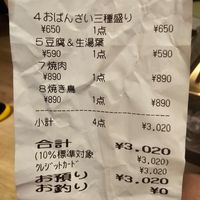 4おばんざい三種盛り
¥650 1点 ¥650
5豆腐&生湯葉
¥590 1点 ¥590
7焼肉
¥890 1点 ¥890
8焼き鳥
¥890 1点 ¥890
小計 4点 ¥3,020
合計 ¥3,020
(10%標準対象 ¥3,020)
クレジットカード ¥3,020
お預り ¥3,020
お釣り ¥0